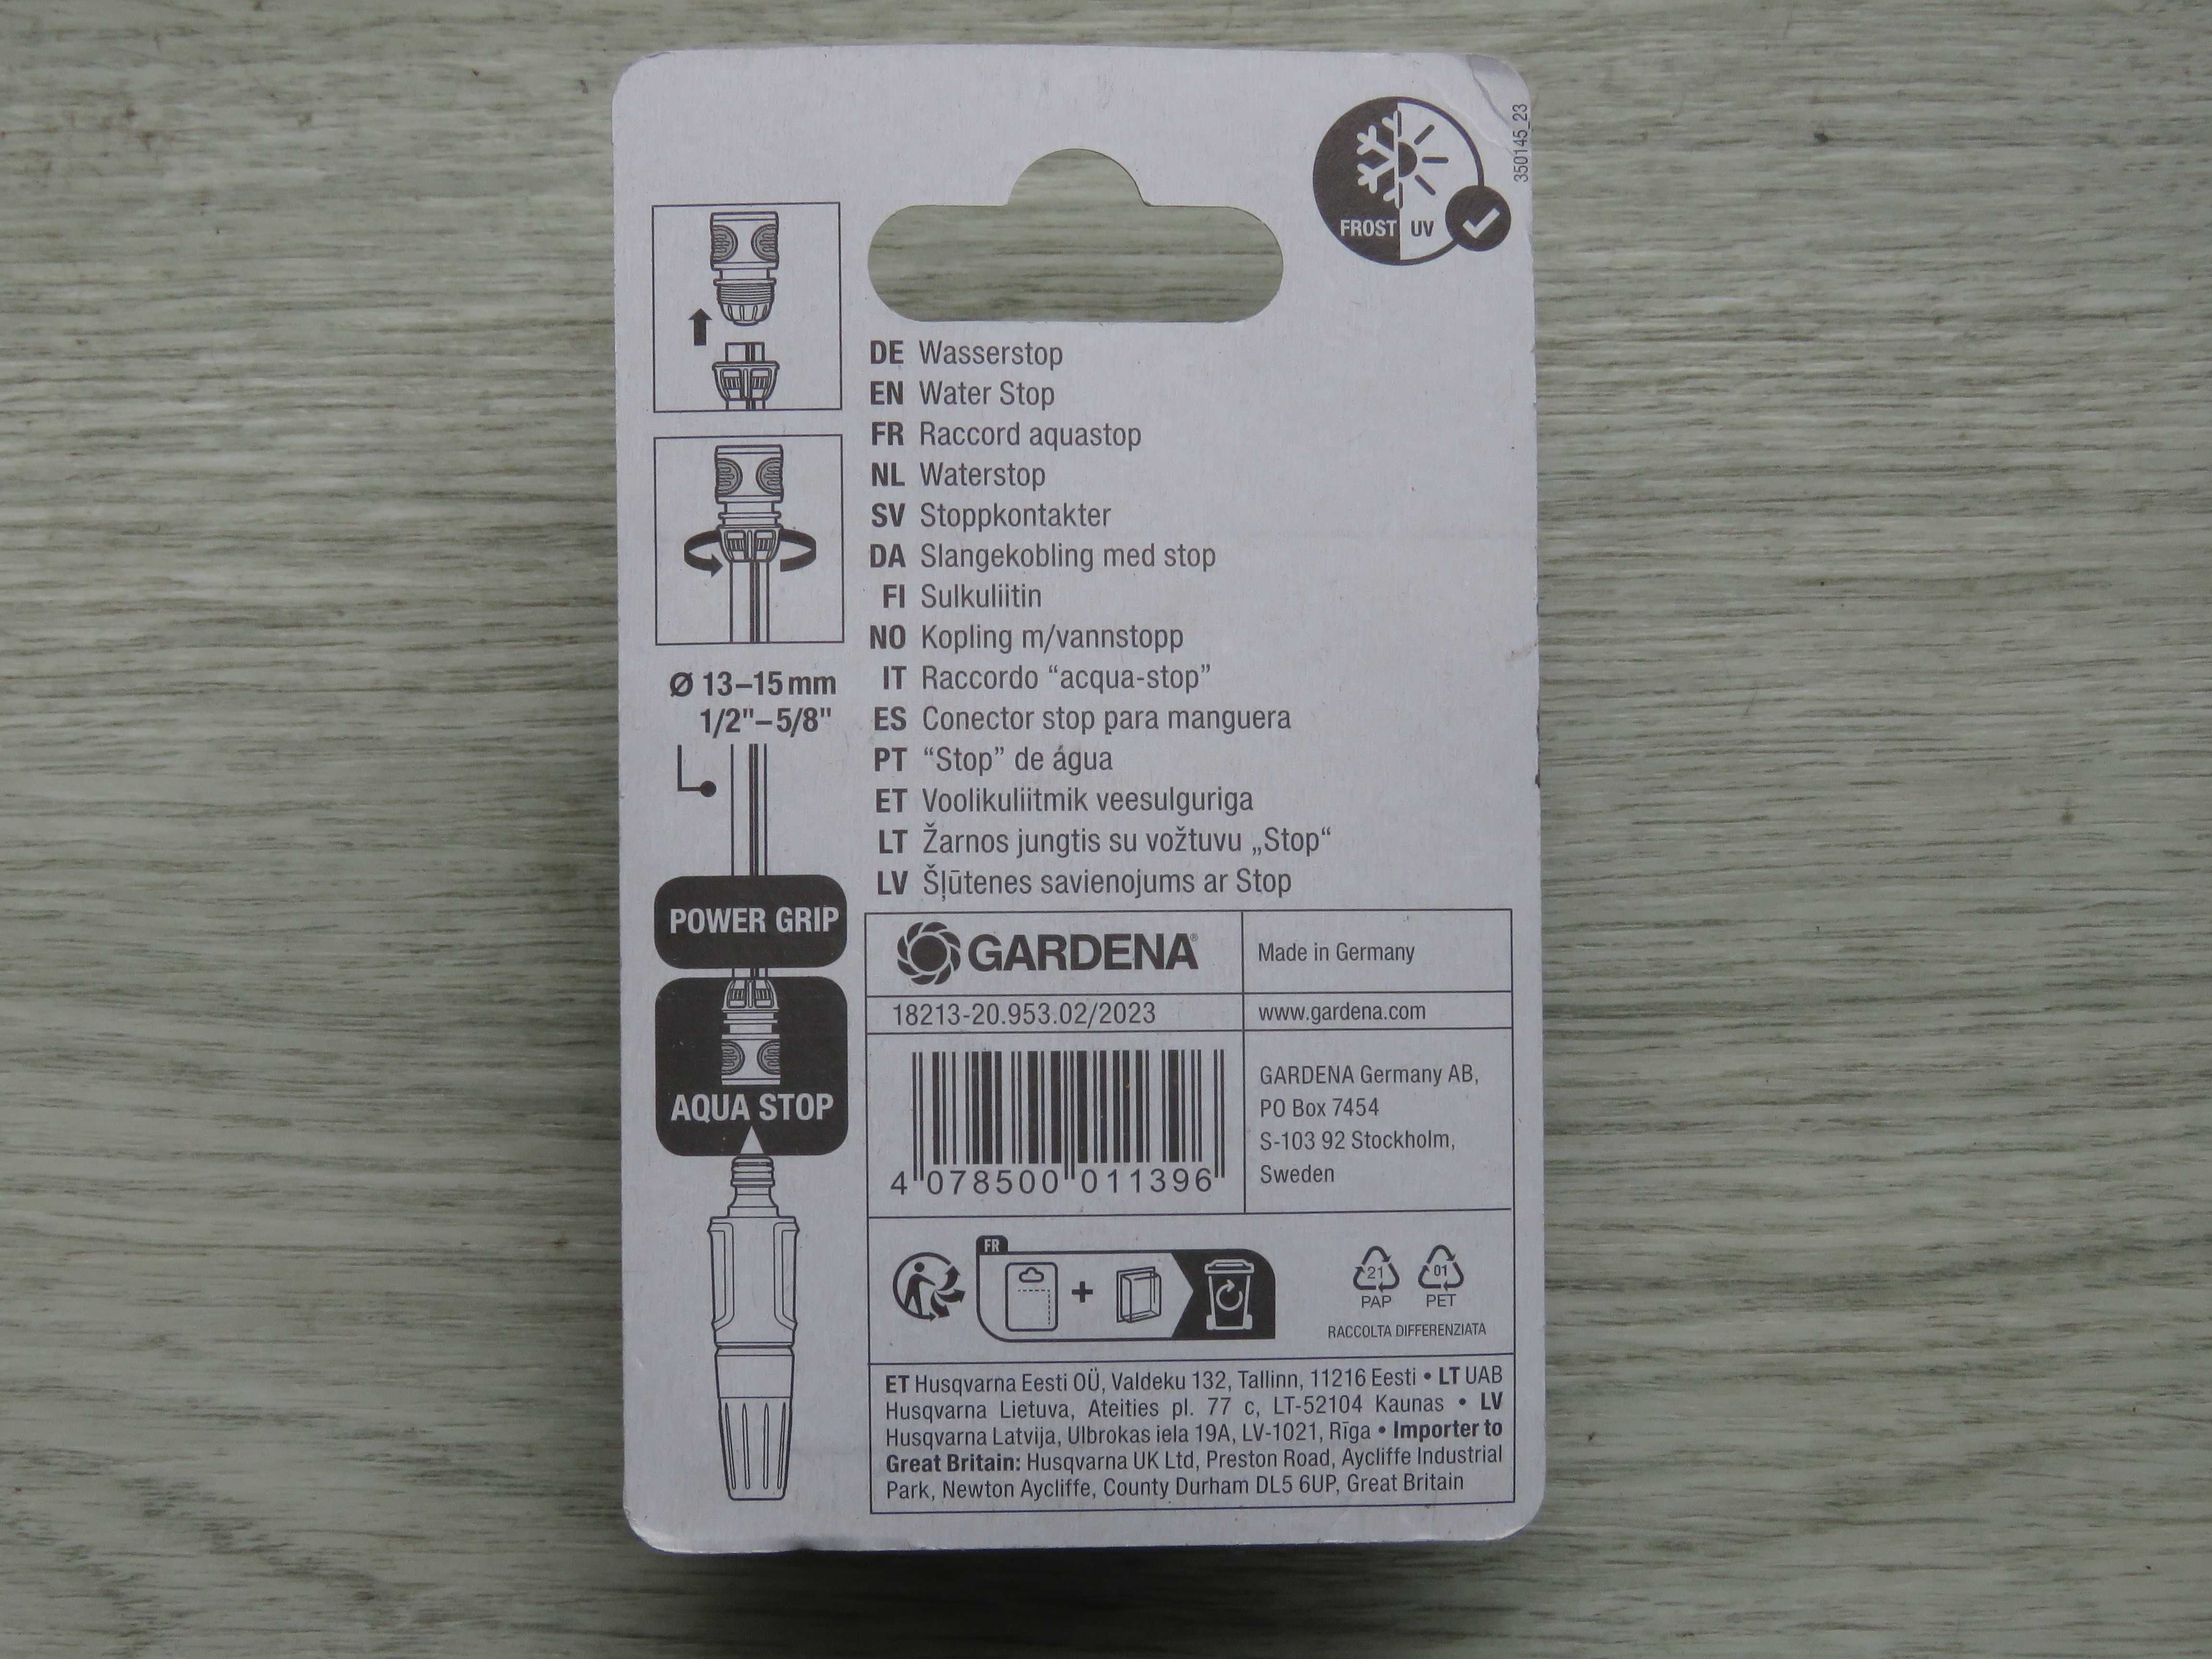 350145_23
FROST UV
DE Wasserstop
EN Water Stop
FR Raccord aquastop
NL Waterstop
SV Stoppkontakter
DA Slangekobling med stop
FI Sulkuliitin
NO Kopling m/vannstopp
IT Raccordo “acqua-stop”
ES Conector stop para manguera
PT “Stop” de água
ET Voolikuliitmik veesulguriga
LT Žarnos jungtis su vožtuvu „Stop“
LV Šļūtenes savienojums ar Stop
Ø 13–15 mm
1/2"–5/8"
POWER GRIP
AQUA STOP
GARDENA®
Made in Germany
18213-20.953.02/2023
www.gardena.com
4 078500 011396
GARDENA Germany AB,
PO Box 7454
S-103 92 Stockholm,
Sweden
FR
21
PAP
01
PET
RACCOLTA DIFFERENZIATA
ET Husqvarna Eesti OÜ, Valdeku 132, Tallinn, 11216 Eesti • LT UAB
Husqvarna Lietuva, Ateities pl. 77 c, LT-52104 Kaunas • LV
Husqvarna Latvija, Ulbrokas iela 19A, LV-1021, Rīga • Importer to
Great Britain: Husqvarna UK Ltd, Preston Road, Aycliffe Industrial
Park, Newton Aycliffe, County Durham DL5 6UP, Great Britain